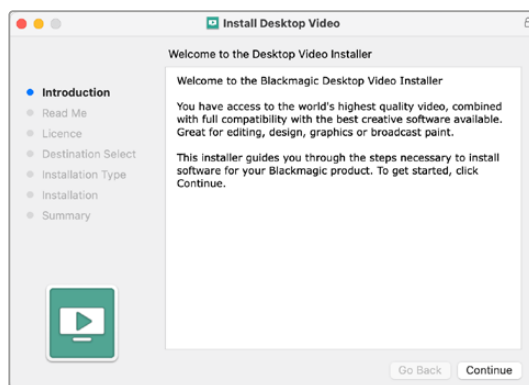 Install Desktop Video
Welcome to the Desktop Video Installer
Introduction
Read Me
Licence
Destination Select
Installation Type
Installation
Summary
Welcome to the Blackmagic Desktop Video Installer
You have access to the world's highest quality video, combined
with full compatibility with the best creative software available.
Great for editing, design, graphics or broadcast paint.
This installer guides you through the steps necessary to install
software for your Blackmagic product. To get started, click
Continue.
Go Back
Continue